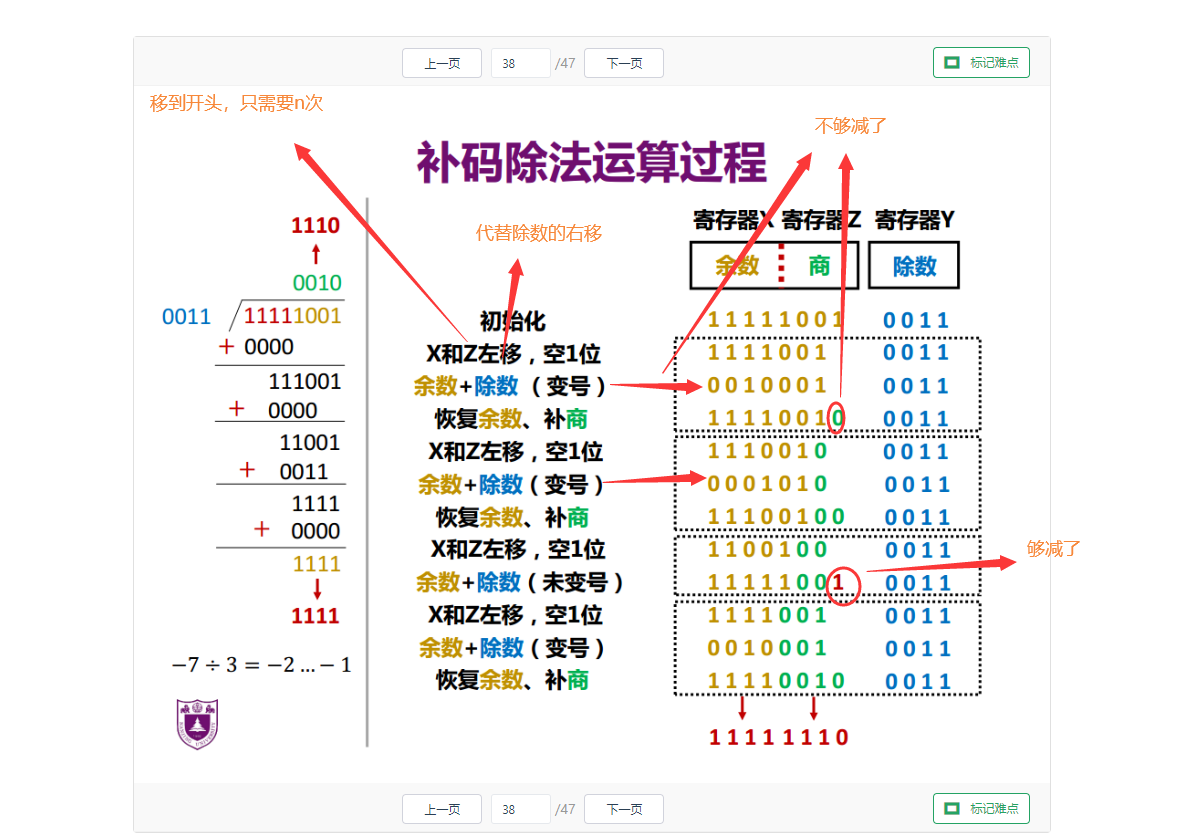 上一页 38 /47 下一页 标记难点
移到开头，只需要n次
不够减了
补码除法运算过程
代替除数的右移
寄存器X 寄存器Z 寄存器Y
余数 商 除数
1110
0010
0011 11111001
+ 0000
111001
+ 0000
11001
+ 0011
1111
+ 0000
1111
1111
−7 ÷ 3 = −2 … − 1
初始化 11111001 0011
X和Z左移，空1位 1111001 0011
余数+除数（变号） 0010001 0011
恢复余数、补商 11110010 0011
X和Z左移，空1位 1110010 0011
余数+除数（变号） 0001010 0011
恢复余数、补商 11100100 0011
X和Z左移，空1位 1100100 0011
余数+除数（未变号） 11111001 0011
够减了
X和Z左移，空1位 1111001 0011
余数+除数（变号） 0010001 0011
恢复余数、补商 11110010 0011
1111 1110
上一页 38 /47 下一页 标记难点